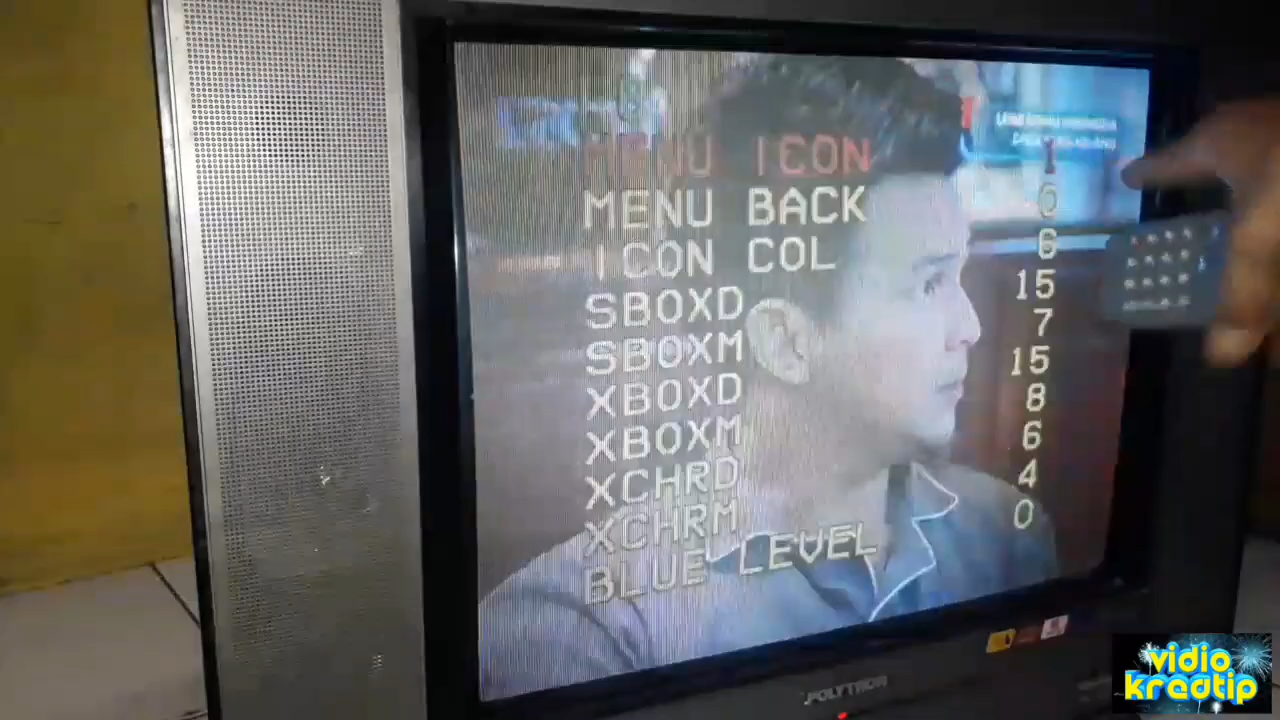 MENU ICON 1
MENU BACK 0
ICON COL 6
SBOXD 15
SBOXM 7
XBOXD 15
XBOXM 8
XCHRD 6
XCHRM 4
BLUE LEVEL 0
POLYTRON
vidio
kreatip